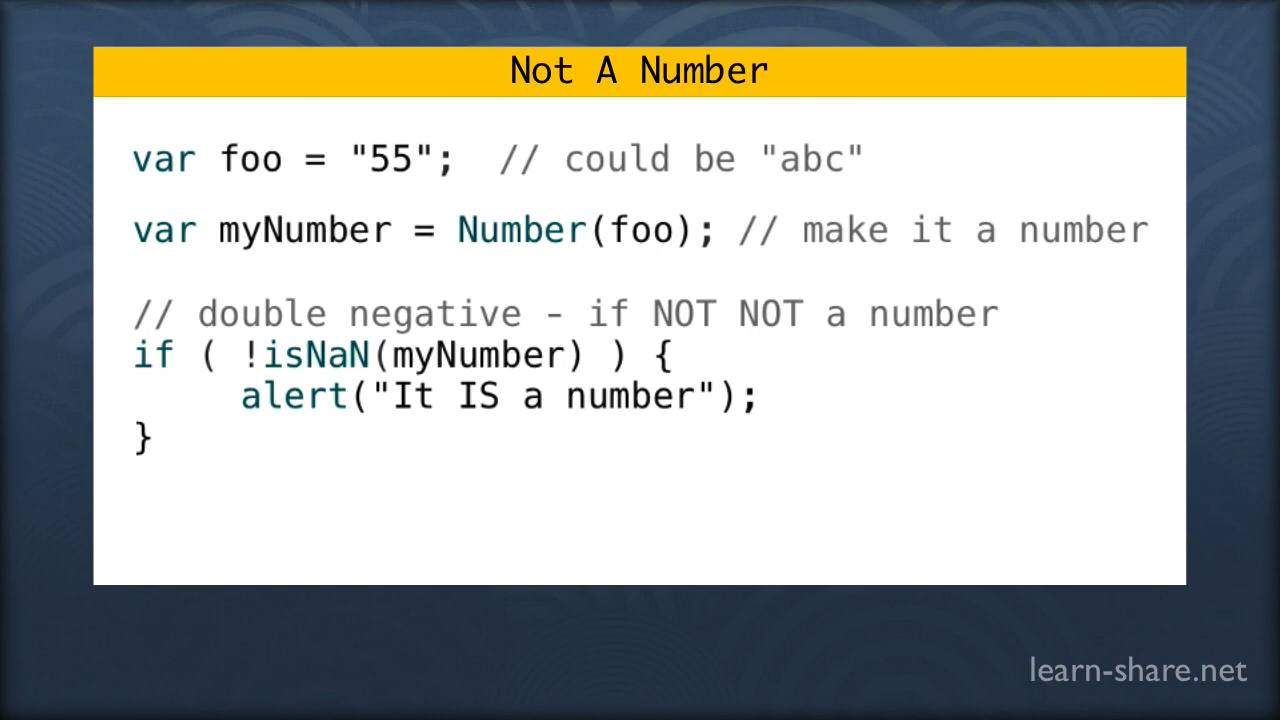 Not A Number
var foo = "55";  // could be "abc"
var myNumber = Number(foo); // make it a number
// double negative - if NOT NOT a number
if ( !isNaN(myNumber) ) {
     alert("It IS a number");
}
learn-share.net